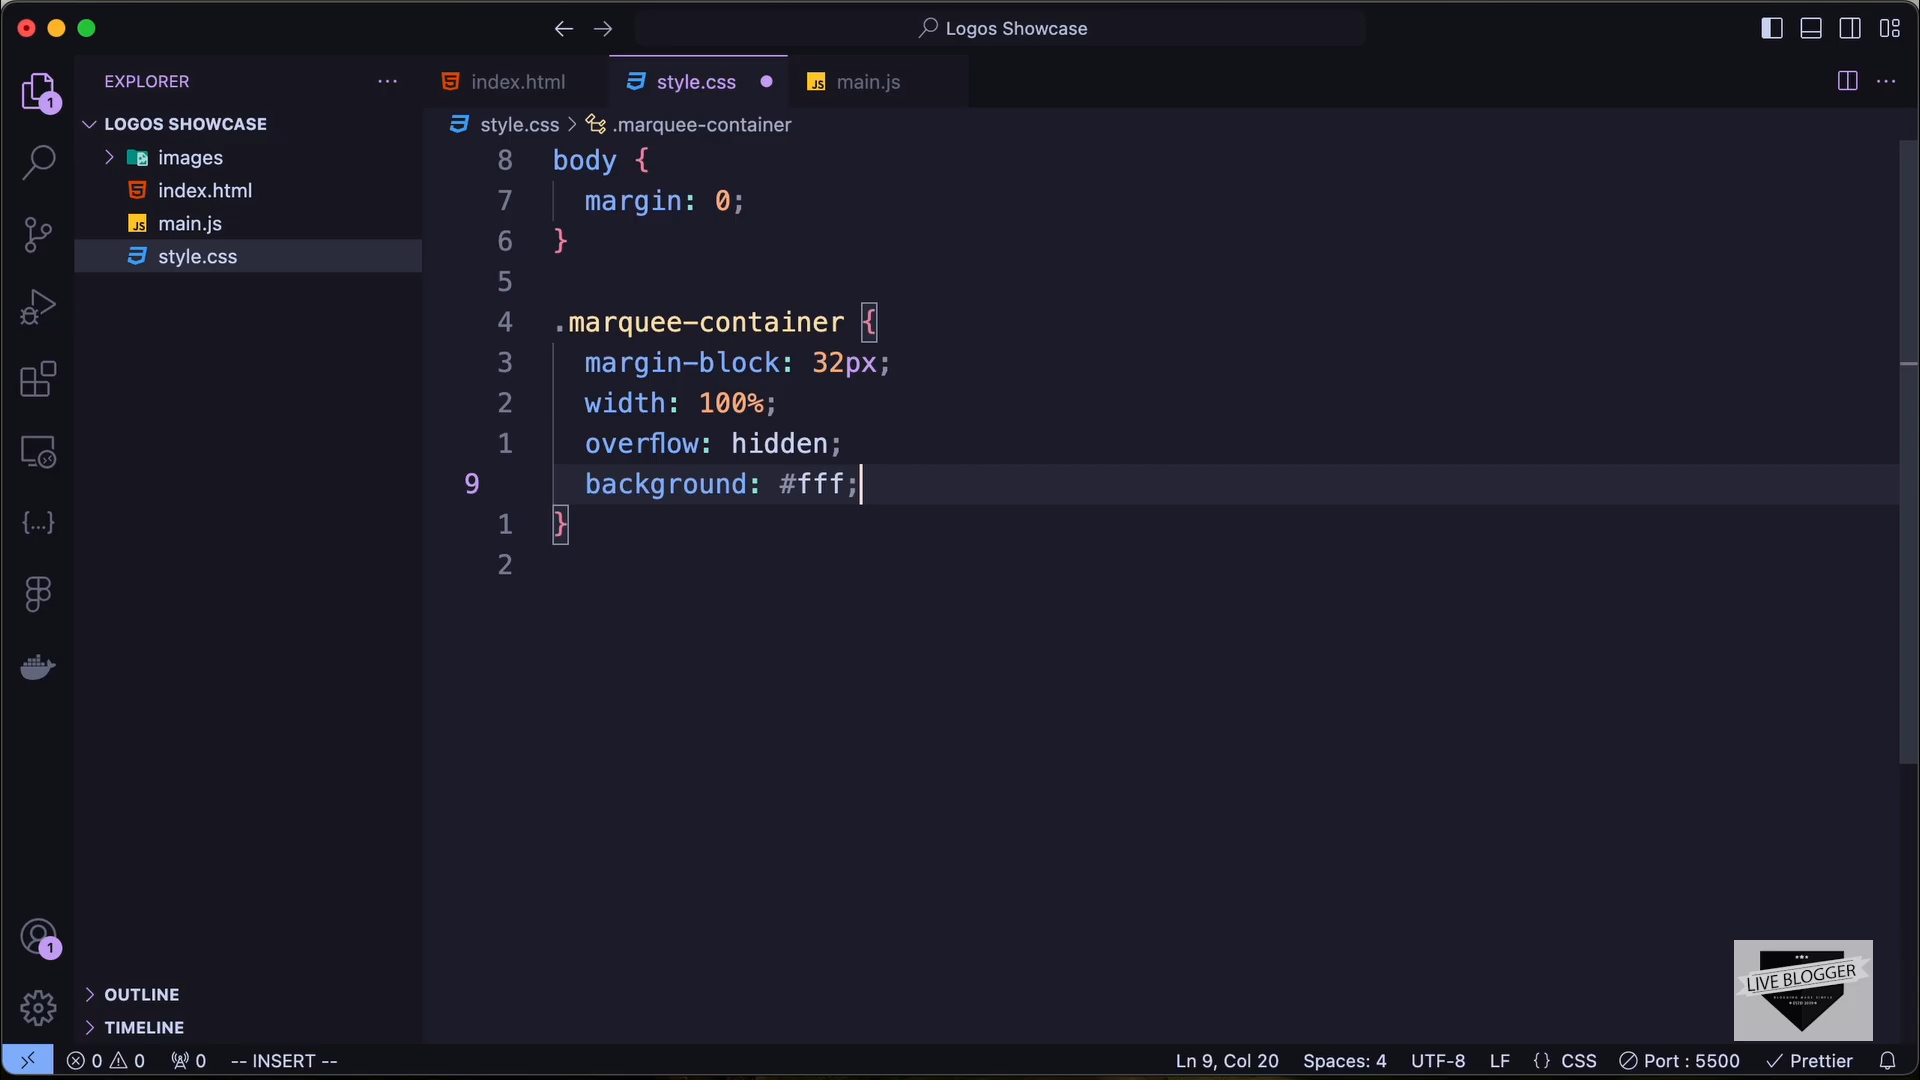 Logos Showcase
EXPLORER
index.html
style.css
main.js
LOGOS SHOWCASE
images
index.html
main.js
style.css
style.css > .marquee-container
8 body {
7 margin: 0;
6 }
5
4 .marquee-container {
3 margin-block: 32px;
2 width: 100%;
1 overflow: hidden;
9 background: #fff;
1 }
2
1
{...}
1
OUTLINE
TIMELINE
LIVE BLOGGER
0 0 0 -- INSERT -- Ln 9, Col 20 Spaces: 4 UTF-8 LF {} CSS Port : 5500 Prettier